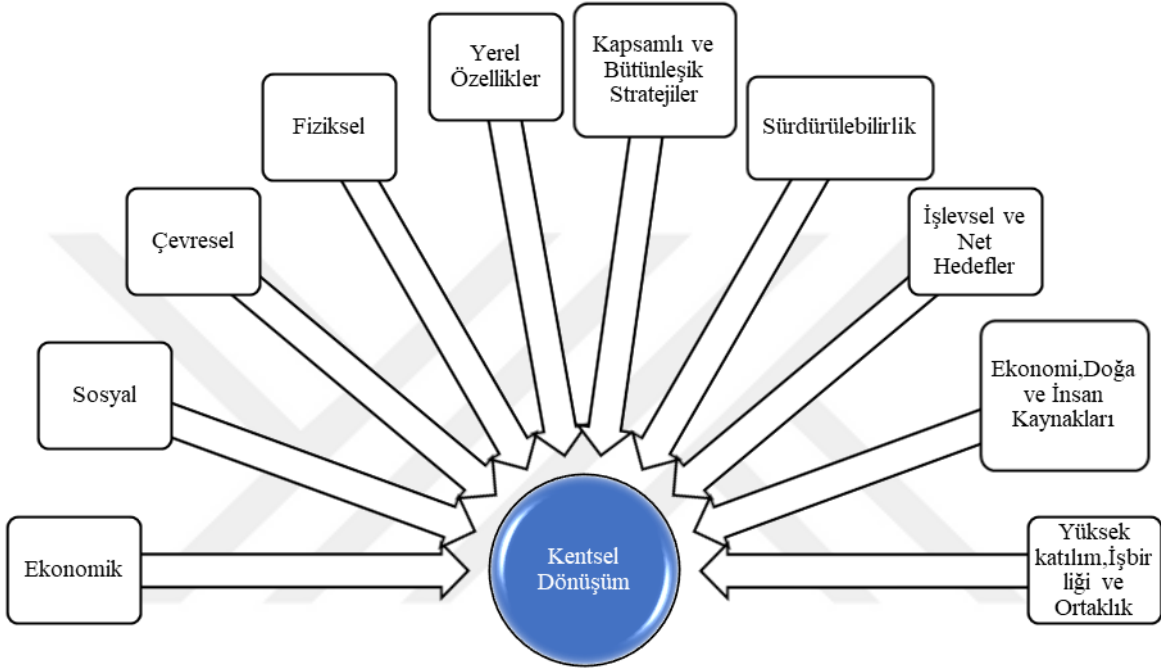 Yerel
Özellikler
Kapsamlı ve
Bütünleşik
Stratejiler
Fiziksel
Sürdürülebilirlik
Çevresel
İşlevsel ve
Net
Hedefler
Sosyal
Ekonomi,Doğa
ve İnsan
Kaynakları
Ekonomik
Kentsel
Dönüşüm
Yüksek
katılım,İşbir
liği ve
Ortaklık